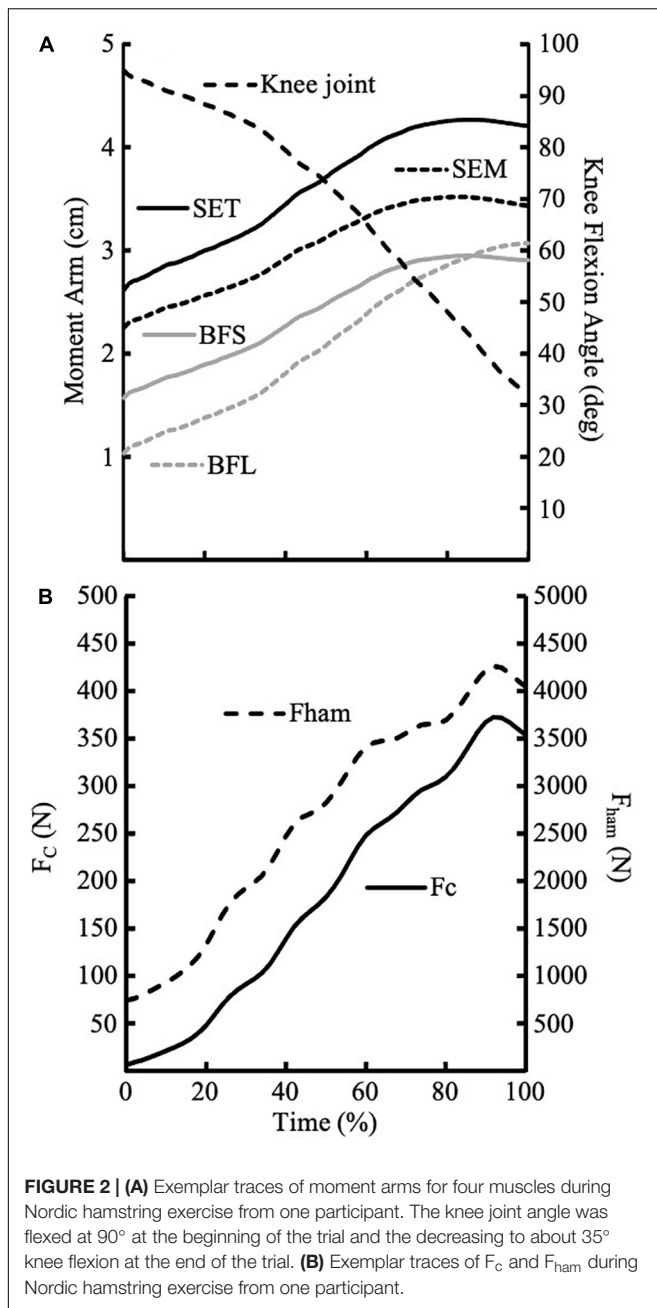 A
5
4
3
2
1
Moment Arm (cm)
100
90
80
70
60
50
40
30
20
10
Knee Flexion Angle (deg)
Knee joint
SEM
SET
BFS
BFL
B
500
450
400
350
300
250
200
150
100
50
F_C (N)
5000
4500
4000
3500
3000
2500
2000
1500
1000
500
F_ham (N)
Fham
Fc
0 20 40 60 80 100
Time (%)
FIGURE 2 | (A) Exemplar traces of moment arms for four muscles during
Nordic hamstring exercise from one participant. The knee joint angle was
flexed at 90° at the beginning of the trial and the decreasing to about 35°
knee flexion at the end of the trial. (B) Exemplar traces of F_c and F_ham during
Nordic hamstring exercise from one participant.